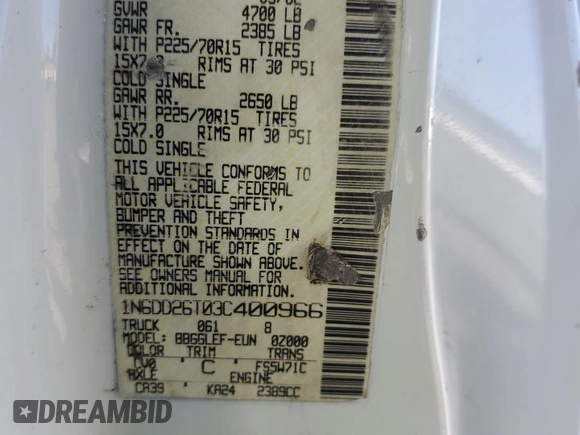 GVWR 4700 LB
GAWR FR. 2385 LB
WITH P225/70R15 TIRES
15X7. RIMS AT 30 PSI
COLD SINGLE
GAWR RR. 2650 LB
WITH P225/70R15 TIRES
15X7.0 RIMS AT 30 PSI
COLD SINGLE
THIS VEHICLE CONFORMS TO
ALL APPLICABLE FEDERAL
MOTOR VEHICLE SAFETY,
BUMPER AND THEFT
PREVENTION STANDARDS IN
EFFECT ON THE DATE OF
MANUFACTURE SHOWN ABOVE.
SEE OWNERS MANUAL FOR
ADDITIONAL INFORMATION.
1N6DD26T03C400966
TRUCK 061 8
MODEL: BBGGLEF-EUN 0Z000
COLOR TRIM TRANS
CV0 C FS5W71C
AXLE ENGINE
CA39 KA24 2389CC
DREAMBID